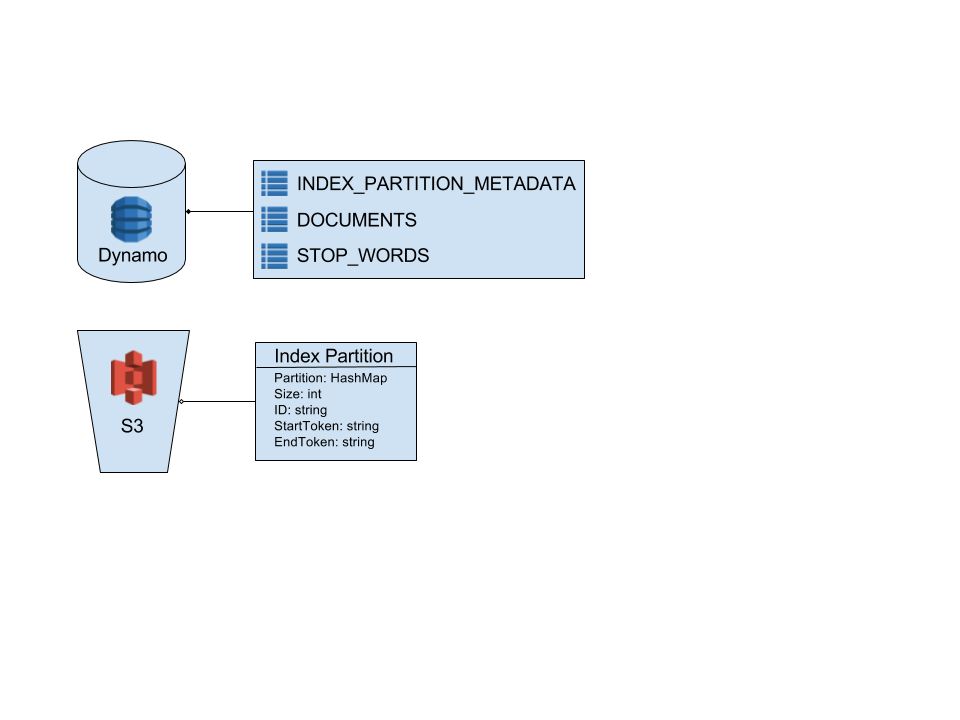 Dynamo
INDEX_PARTITION_METADATA
DOCUMENTS
STOP_WORDS
S3
Index Partition
Partition: HashMap
Size: int
ID: string
StartToken: string
EndToken: string